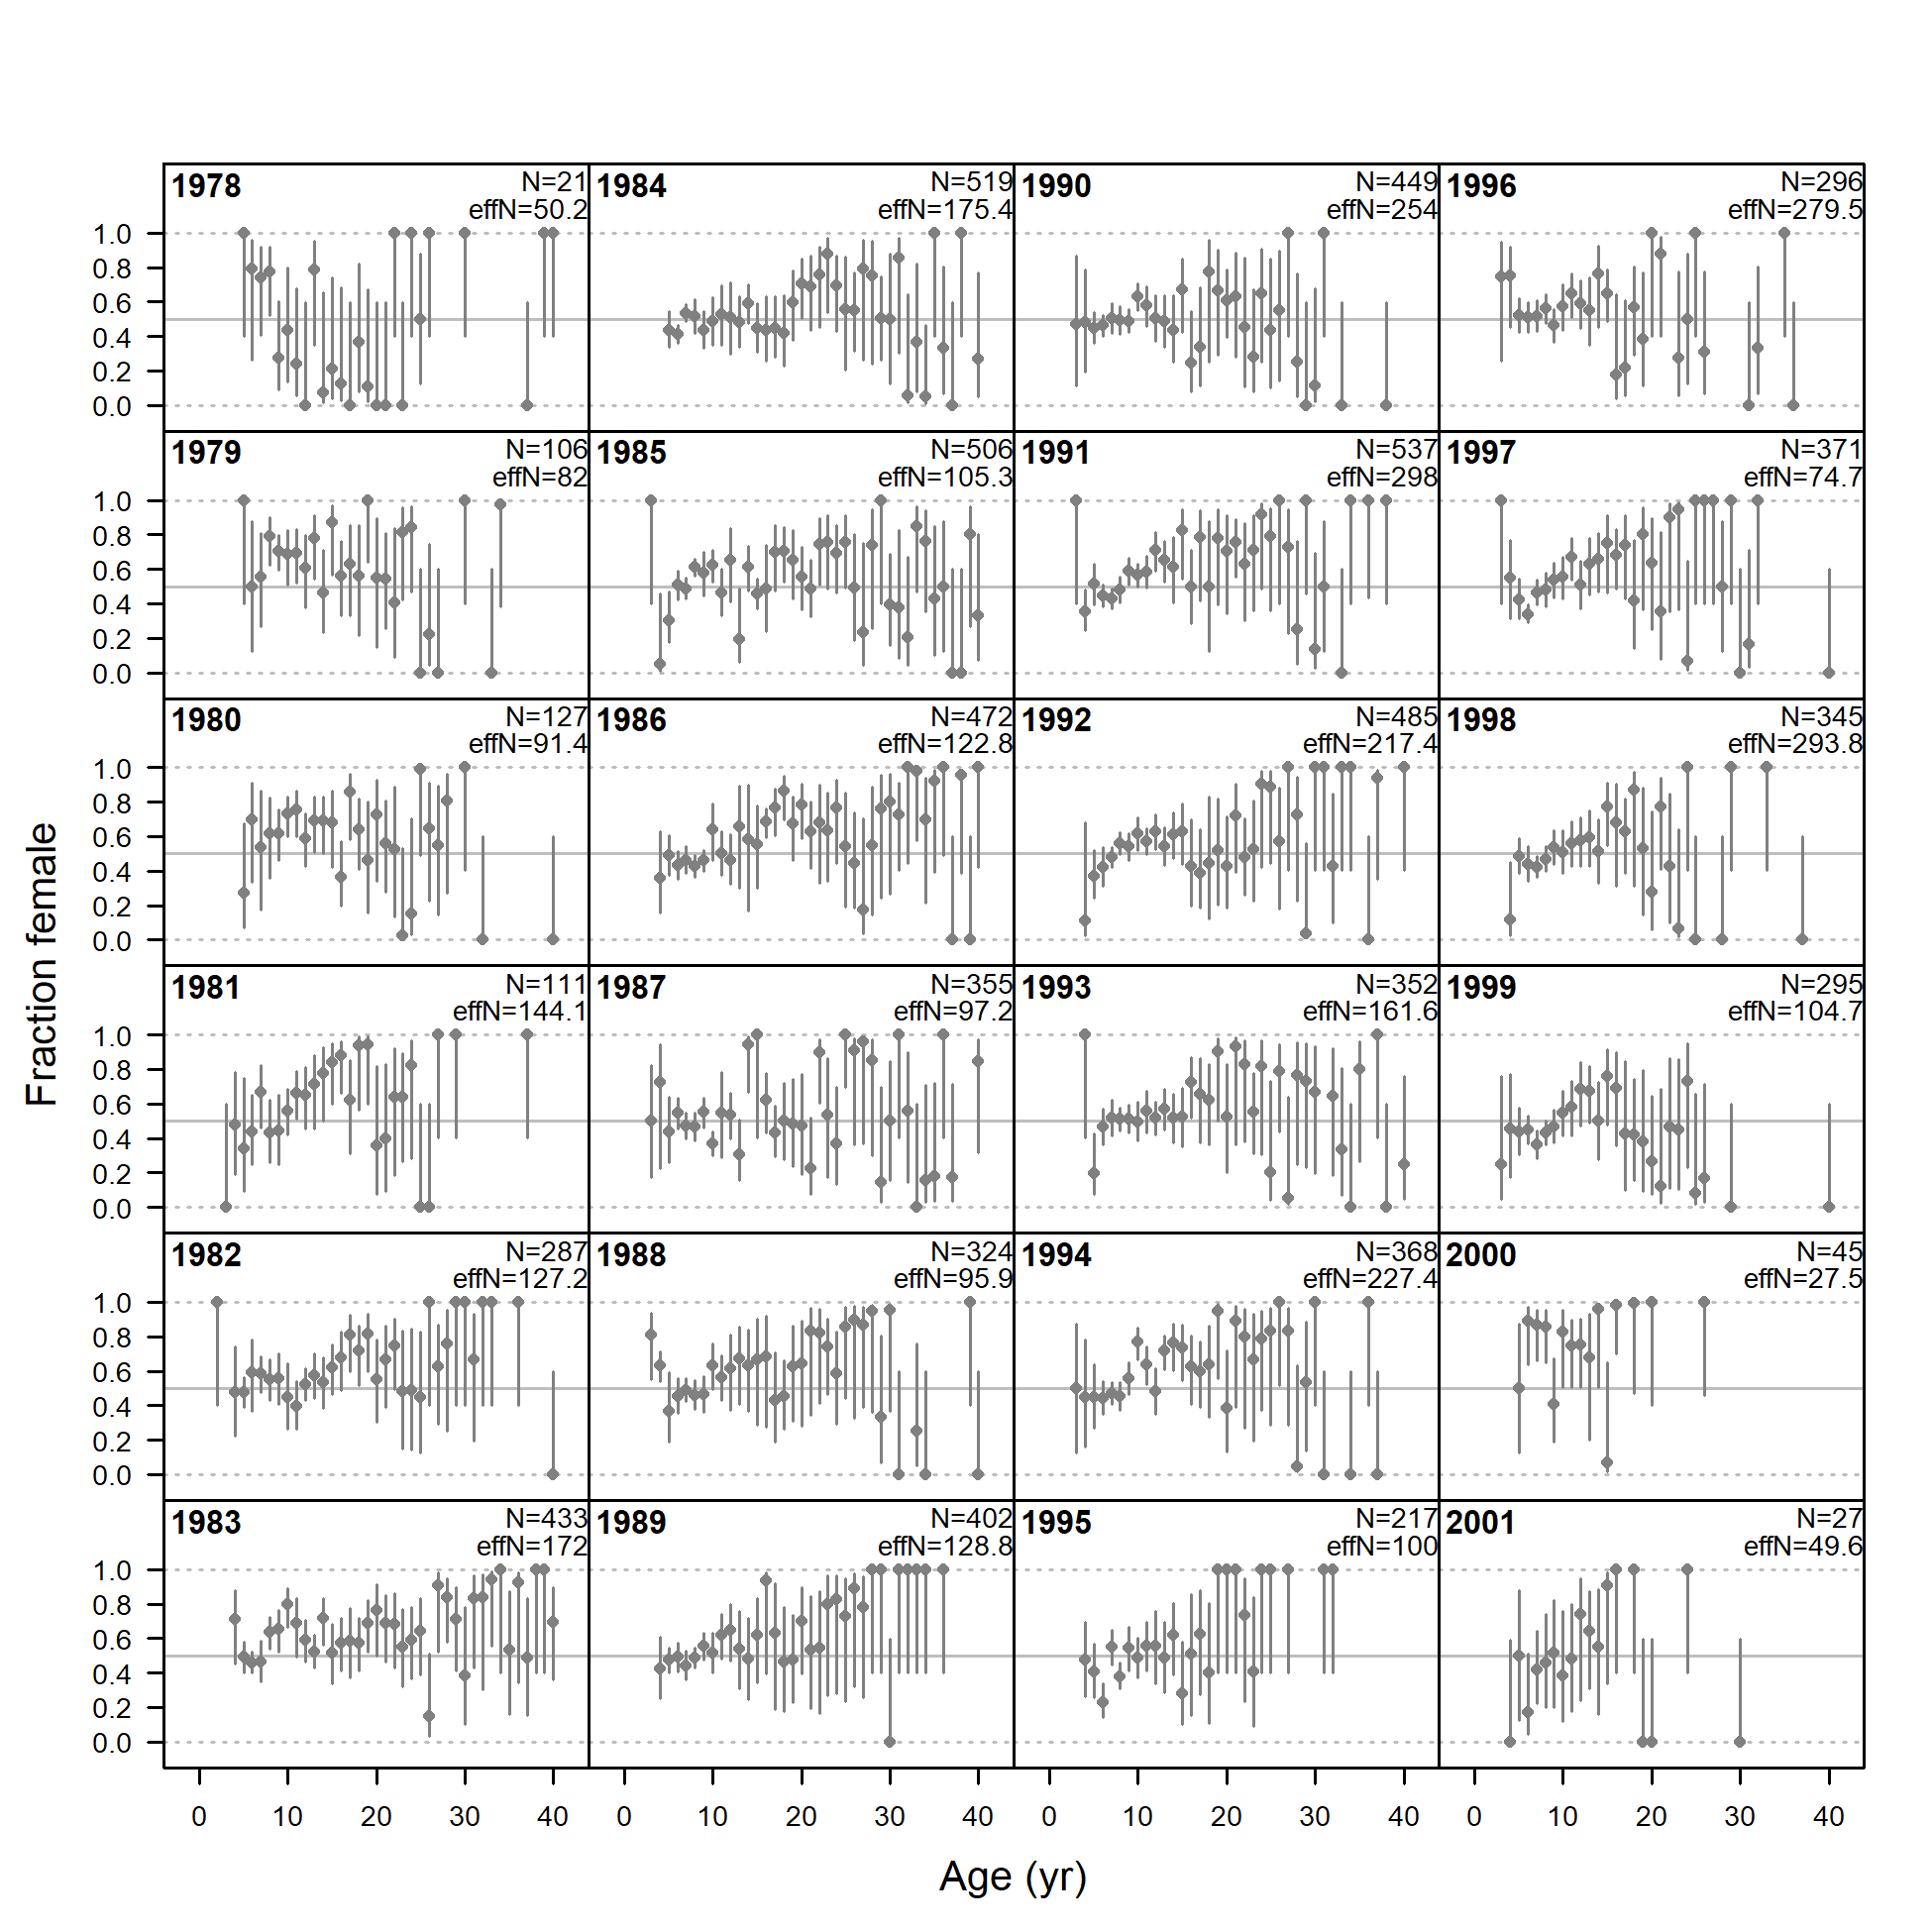 1978 N=21 1984 N=519 1990 N=449 1996 N=296
effN=50.2 effN=175.4 effN=254 effN=279.5
1.0
0.8
0.6
0.4
0.2
0.0
1979 N=106 1985 N=506 1991 N=537 1997 N=371
effN=82 effN=105.3 effN=298 effN=74.7
1.0
0.8
0.6
0.4
0.2
0.0
1980 N=127 1986 N=472 1992 N=485 1998 N=345
effN=91.4 effN=122.8 effN=217.4 effN=293.8
1.0
0.8
0.6
0.4
0.2
0.0
Fraction female
1981 N=111 1987 N=355 1993 N=352 1999 N=295
effN=144.1 effN=97.2 effN=161.6 effN=104.7
1.0
0.8
0.6
0.4
0.2
0.0
1982 N=287 1988 N=324 1994 N=368 2000 N=45
effN=127.2 effN=95.9 effN=227.4 effN=27.5
1.0
0.8
0.6
0.4
0.2
0.0
1983 N=433 1989 N=402 1995 N=217 2001 N=27
effN=172 effN=128.8 effN=100 effN=49.6
1.0
0.8
0.6
0.4
0.2
0.0
0 10 20 30 40 0 10 20 30 40 0 10 20 30 40 0 10 20 30 40
Age (yr)